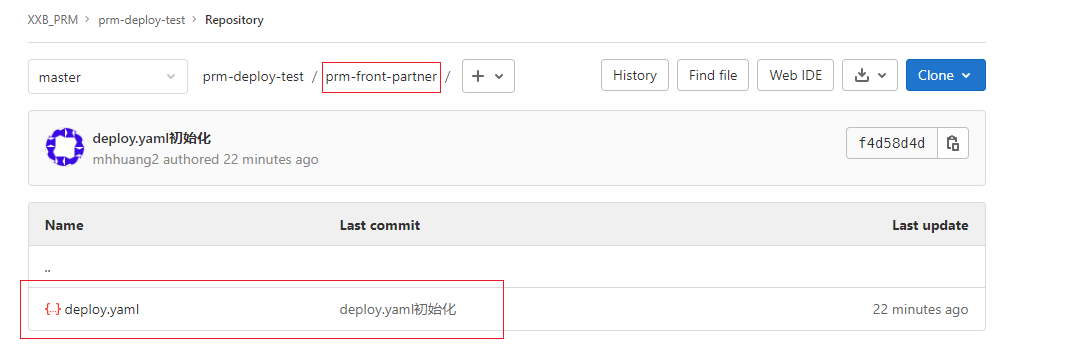 XXB_PRM > prm-deploy-test > Repository
master
prm-deploy-test / prm-front-partner /
History
Find file
Web IDE
Clone
deploy.yaml初始化
mhhuang2 authored 22 minutes ago
f4d58d4d
Name Last commit Last update
..
{..} deploy.yaml deploy.yaml初始化 22 minutes ago